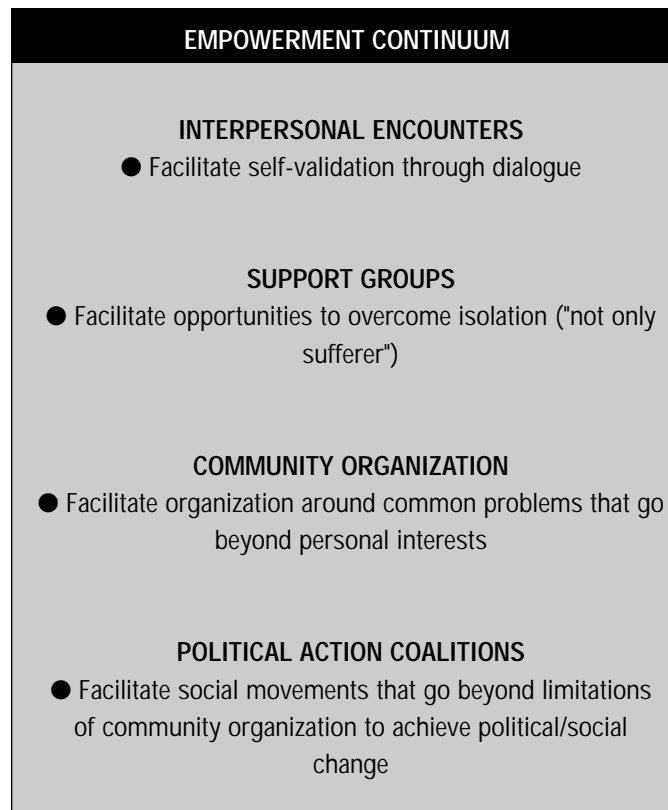 EMPOWERMENT CONTINUUM
INTERPERSONAL ENCOUNTERS
● Facilitate self-validation through dialogue
SUPPORT GROUPS
● Facilitate opportunities to overcome isolation ("not only
sufferer")
COMMUNITY ORGANIZATION
● Facilitate organization around common problems that go
beyond personal interests
POLITICAL ACTION COALITIONS
● Facilitate social movements that go beyond limitations
of community organization to achieve political/social
change